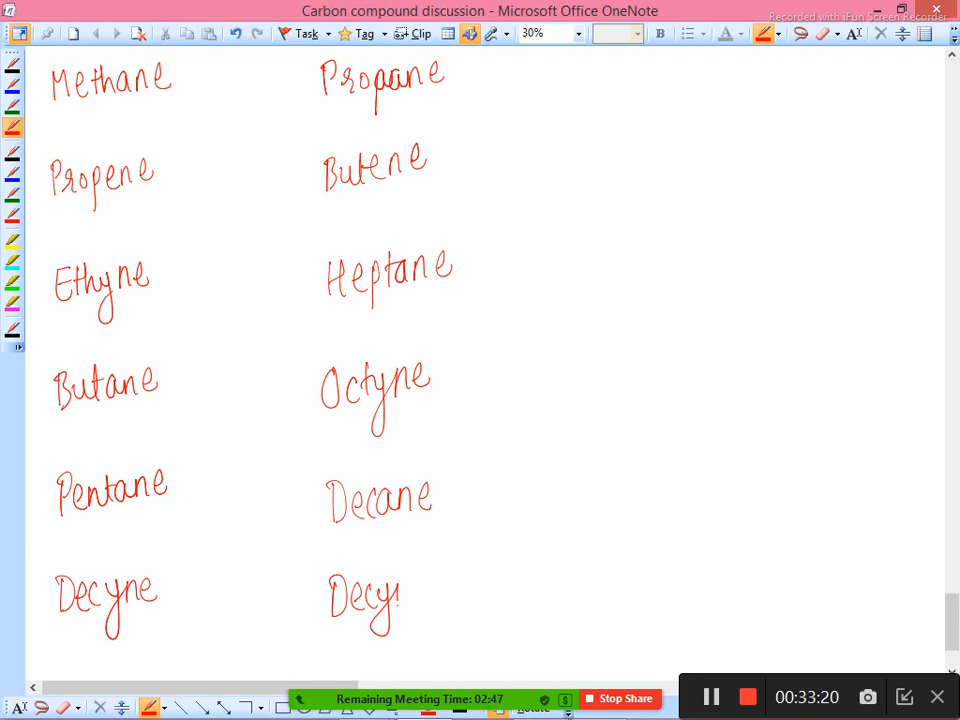 Carbon compound discussion - Microsoft Office OneNote
Recorded with iFun Screen Recorder
Task Tag Clip 30% B A
Methane Propane
Propene Butene
Ethyne Heptane
Butane Octyne
Pentane Decane
Decyne Decy
Remaining Meeting Time: 02:47 Stop Share
00:33:20